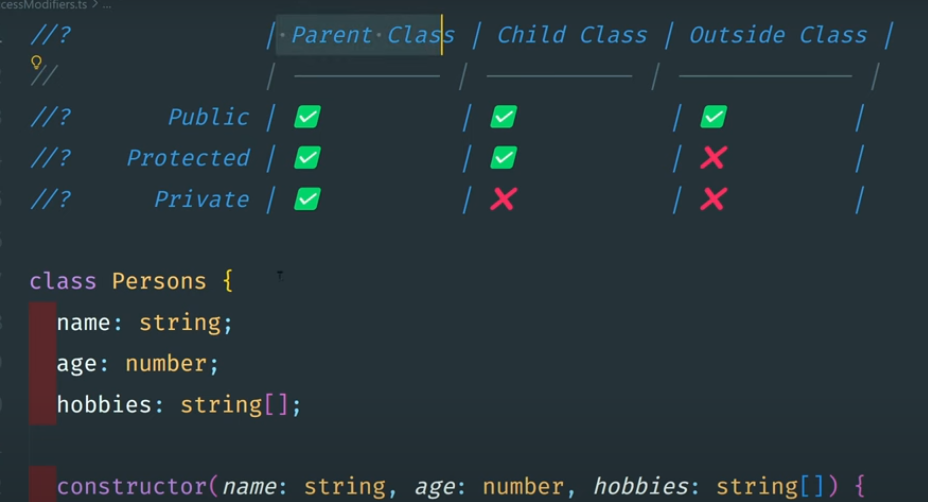 cessModifiers.ts > ...
//? | Parent Class | Child Class | Outside Class |
// | ——————— | ——————— | ——————— |
//? Public | ✅ | ✅ | ✅ |
//? Protected | ✅ | ✅ | ❌ |
//? Private | ✅ | ❌ | ❌ |
class Persons {
name: string;
age: number;
hobbies: string[];
constructor(name: string, age: number, hobbies: string[]) {